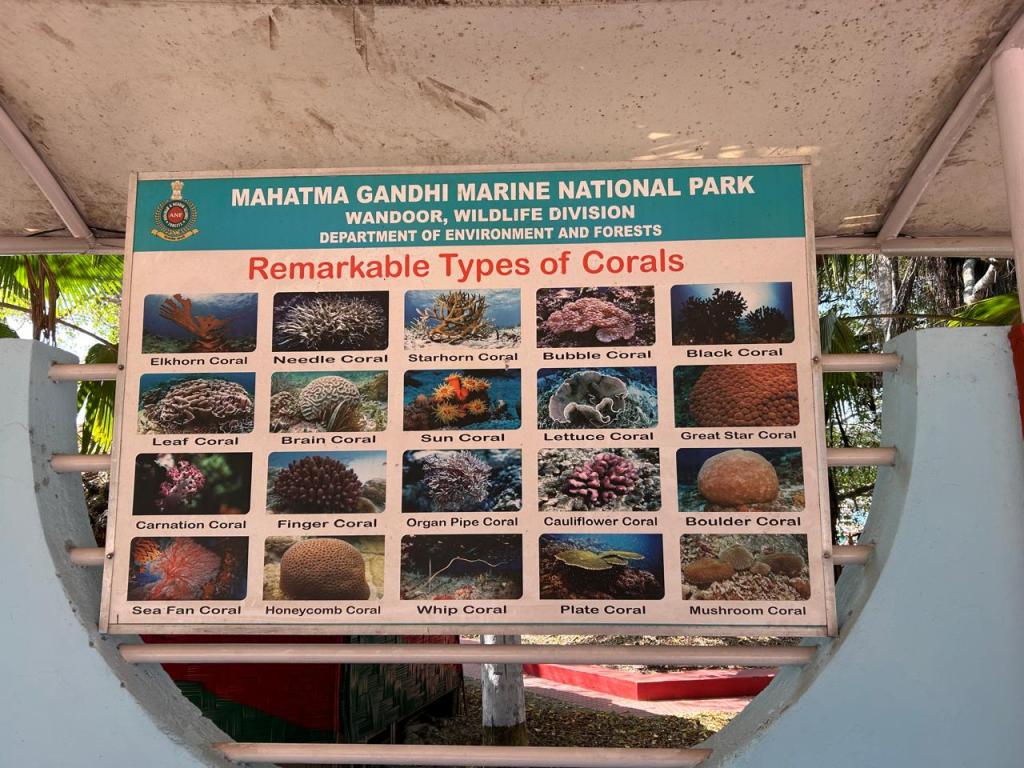 MAHATMA GANDHI MARINE NATIONAL PARK
WANDOOR, WILDLIFE DIVISION
DEPARTMENT OF ENVIRONMENT AND FORESTS
ANF
Remarkable Types of Corals
Elkhorn Coral Needle Coral Starhorn Coral Bubble Coral Black Coral
Leaf Coral Brain Coral Sun Coral Lettuce Coral Great Star Coral
Carnation Coral Finger Coral Organ Pipe Coral Cauliflower Coral Boulder Coral
Sea Fan Coral Honeycomb Coral Whip Coral Plate Coral Mushroom Coral